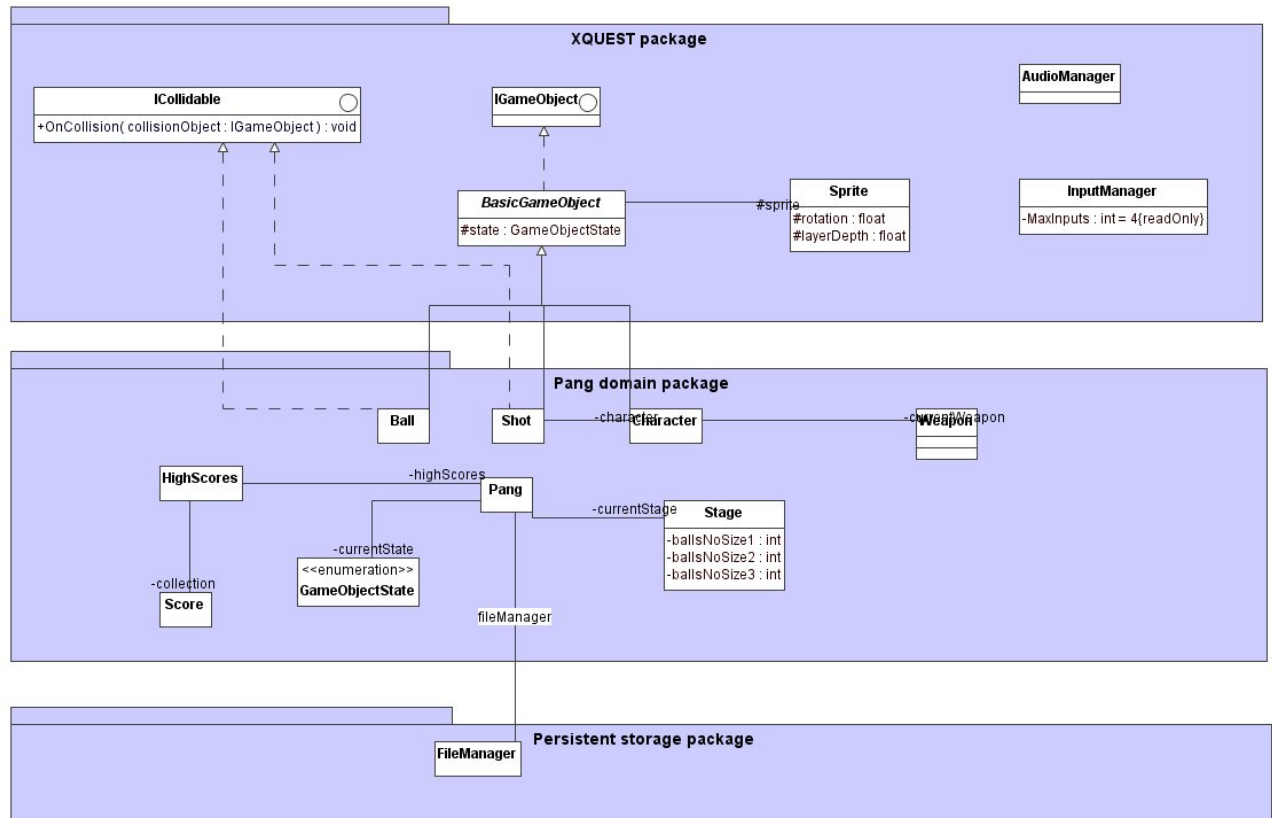 XQUEST package
ICollidable
+OnCollision( collisionObject : IGameObject ) : void
IGameObject
AudioManager
BasicGameObject
#state : GameObjectState
#sprite
Sprite
#rotation : float
#layerDepth : float
InputManager
-MaxInputs : int = 4{readOnly}
Pang domain package
Ball
Shot
-character
Character
-currentWeapon
Weapon
HighScores
-highScores
Pang
-currentStage
Stage
-ballsNoSize1 : int
-ballsNoSize2 : int
-ballsNoSize3 : int
-currentState
<<enumeration>>
GameObjectState
-collection
Score
fileManager
Persistent storage package
FileManager